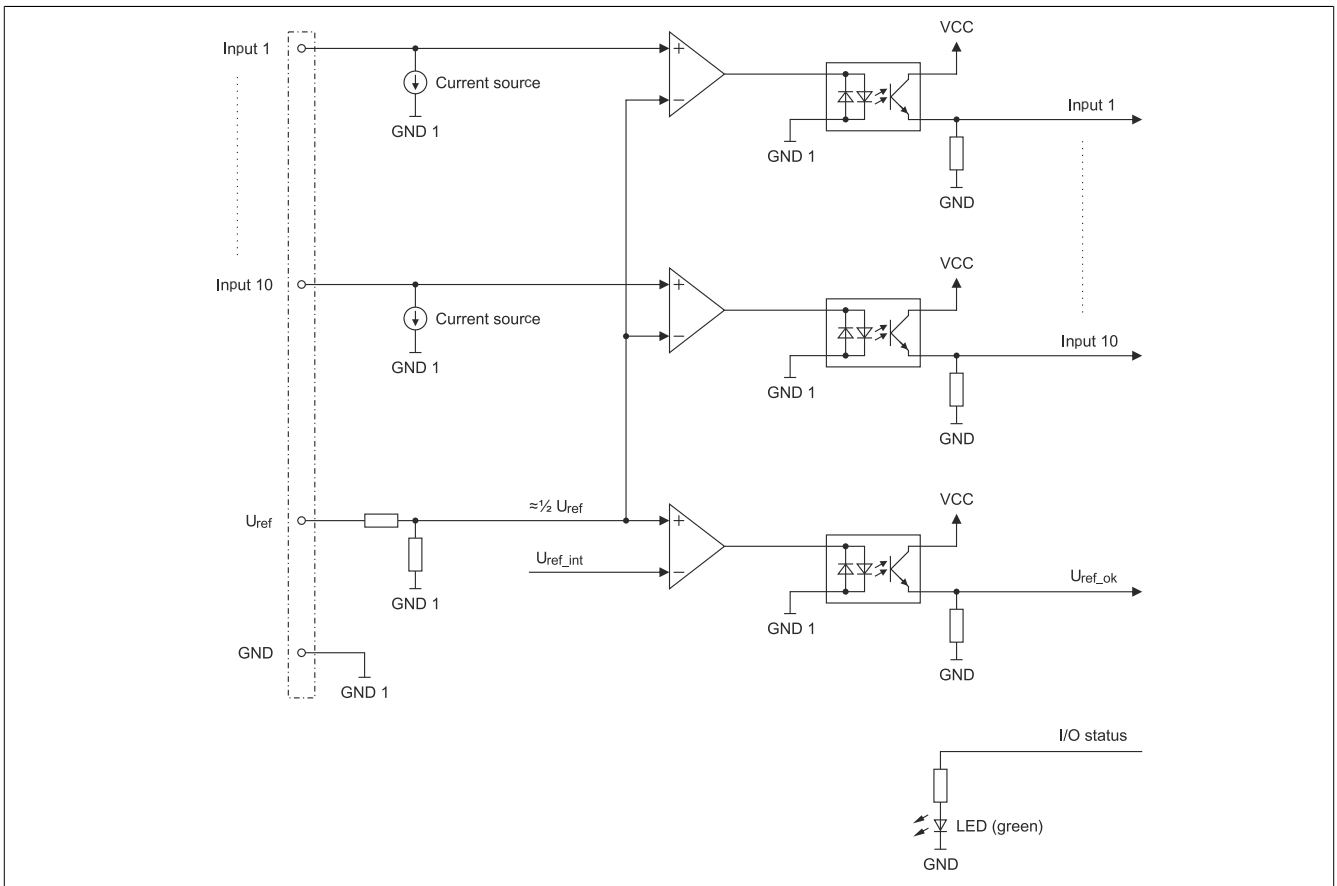 VCC
Input 1
Current source
GND 1
Input 1
GND 1
GND
VCC
Input 10
Current source
GND 1
Input 10
GND 1
GND
VCC
Uref
≈½ Uref
Uref_int
Uref_ok
GND 1
GND 1
GND
GND
GND 1
I/O status
LED (green)
GND